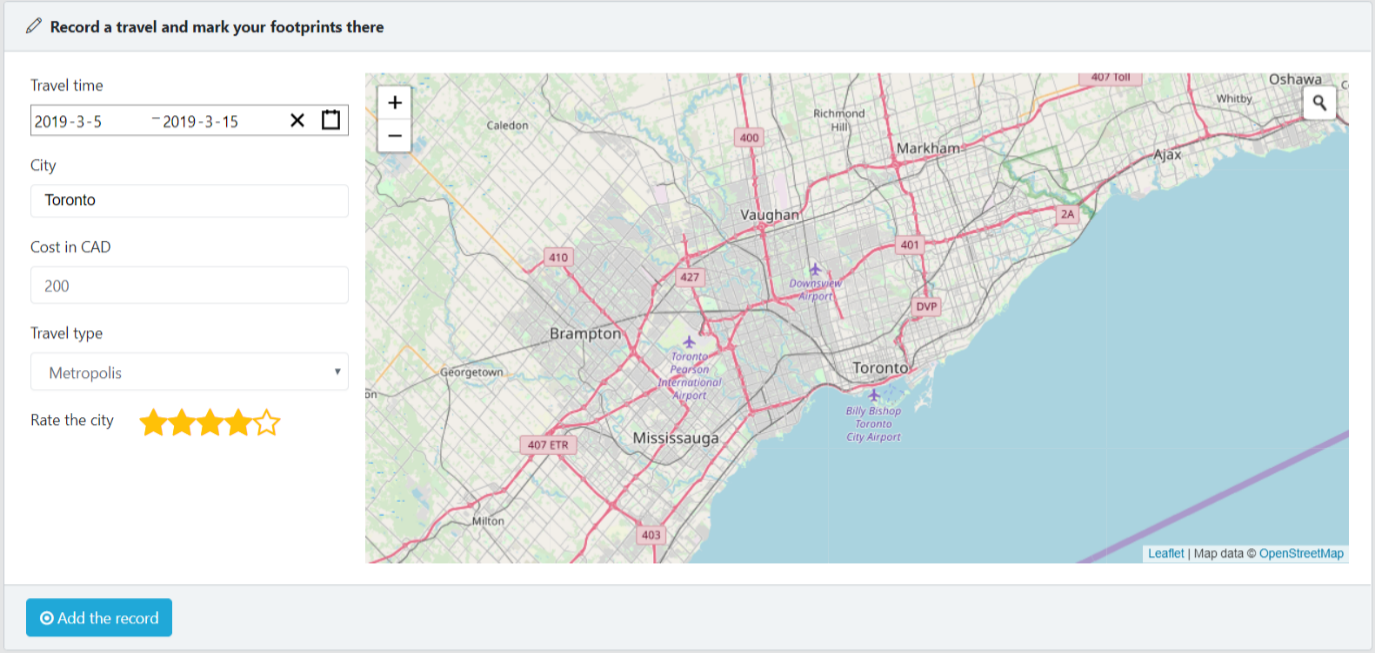 Record a travel and mark your footprints there
Travel time
2019-3-5 – 2019-3-15
City
Toronto
Cost in CAD
200
Travel type
Metropolis
Rate the city
+
−
407 Toll
Oshawa
Whitby
Caledon
Richmond
Hill
400
Markham
Ajax
Vaughan
2A
401
410
427
Downsview
Airport
DVP
Brampton
Toronto
Pearson
International
Airport
Georgetown
Toronto
Billy Bishop
Toronto
City Airport
Mississauga
407 ETR
Milton
403
Leaflet | Map data © OpenStreetMap
Add the record